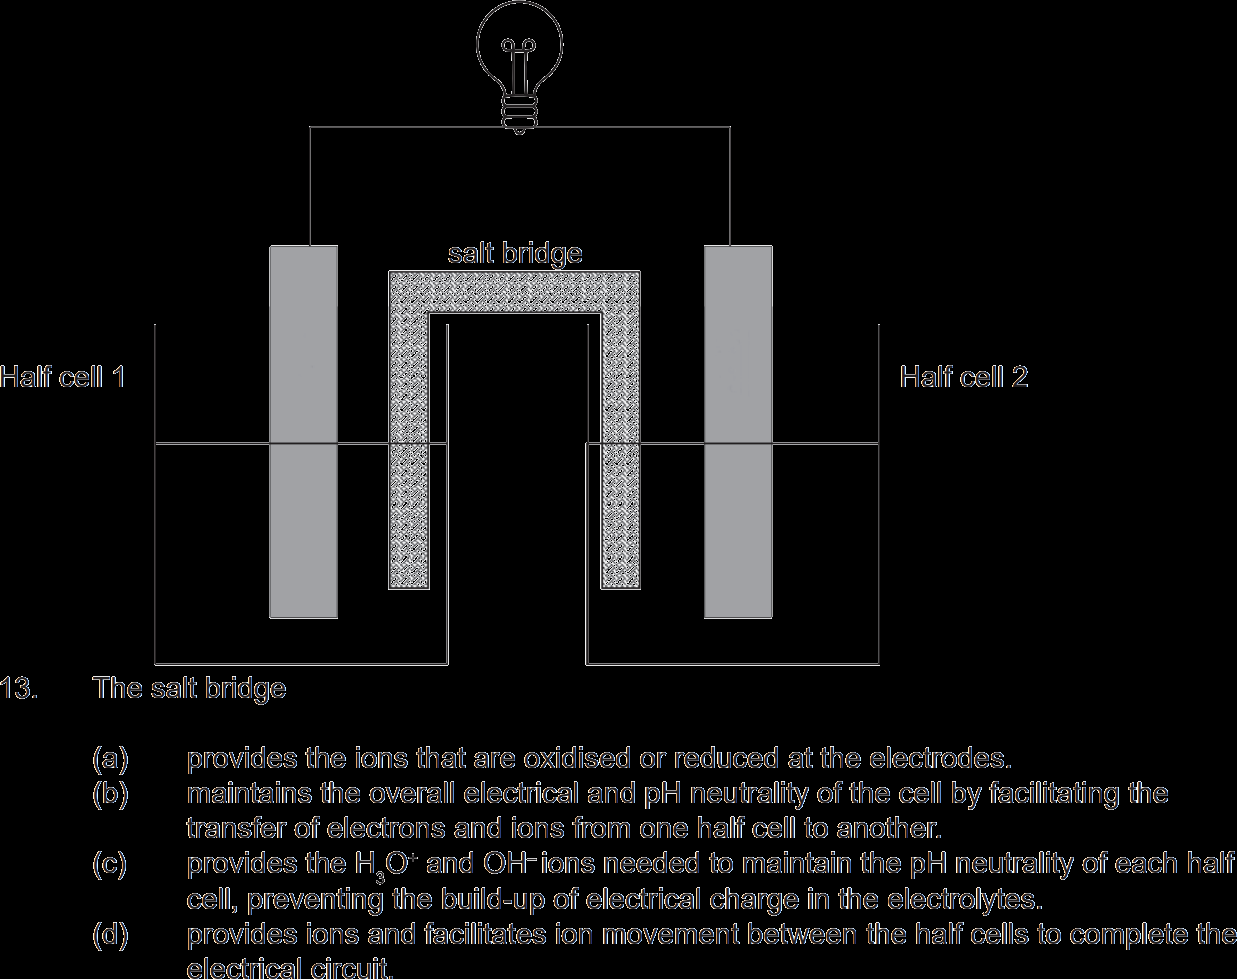 salt bridge
Half cell 1
Half cell 2
13. The salt bridge
(a) provides the ions that are oxidised or reduced at the electrodes.
(b) maintains the overall electrical and pH neutrality of the cell by facilitating the
transfer of electrons and ions from one half cell to another.
(c) provides the H₃O⁺ and OH⁻ ions needed to maintain the pH neutrality of each half
cell, preventing the build-up of electrical charge in the electrolytes.
(d) provides ions and facilitates ion movement between the half cells to complete the
electrical circuit.